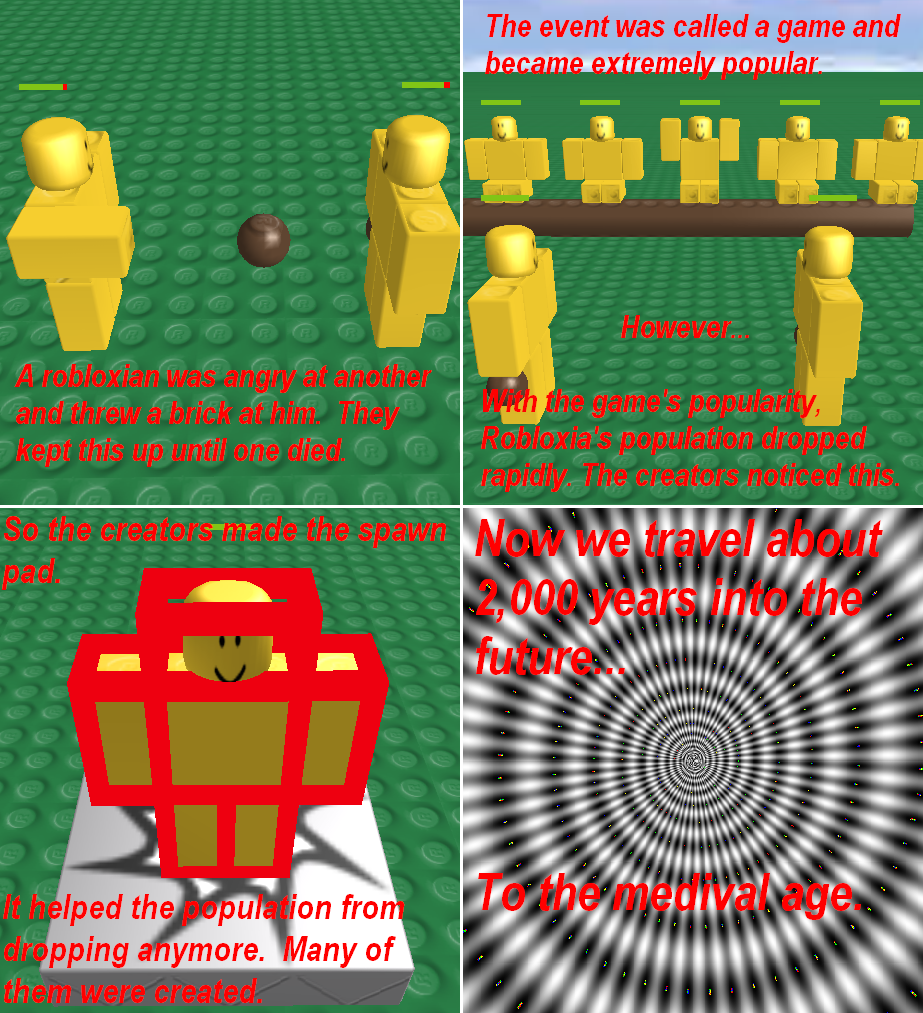 A robloxian was angry at another
and threw a brick at him.  They
kept this up until one died.
The event was called a game and
became extremely popular.
However...
With the game's popularity,
Robloxia's population dropped
rapidly. The creators noticed this.
So the creators made the spawn
pad.
It helped the population from
dropping anymore.  Many of
them were created.
Now we travel about
2,000 years into the
future...
To the medival age.